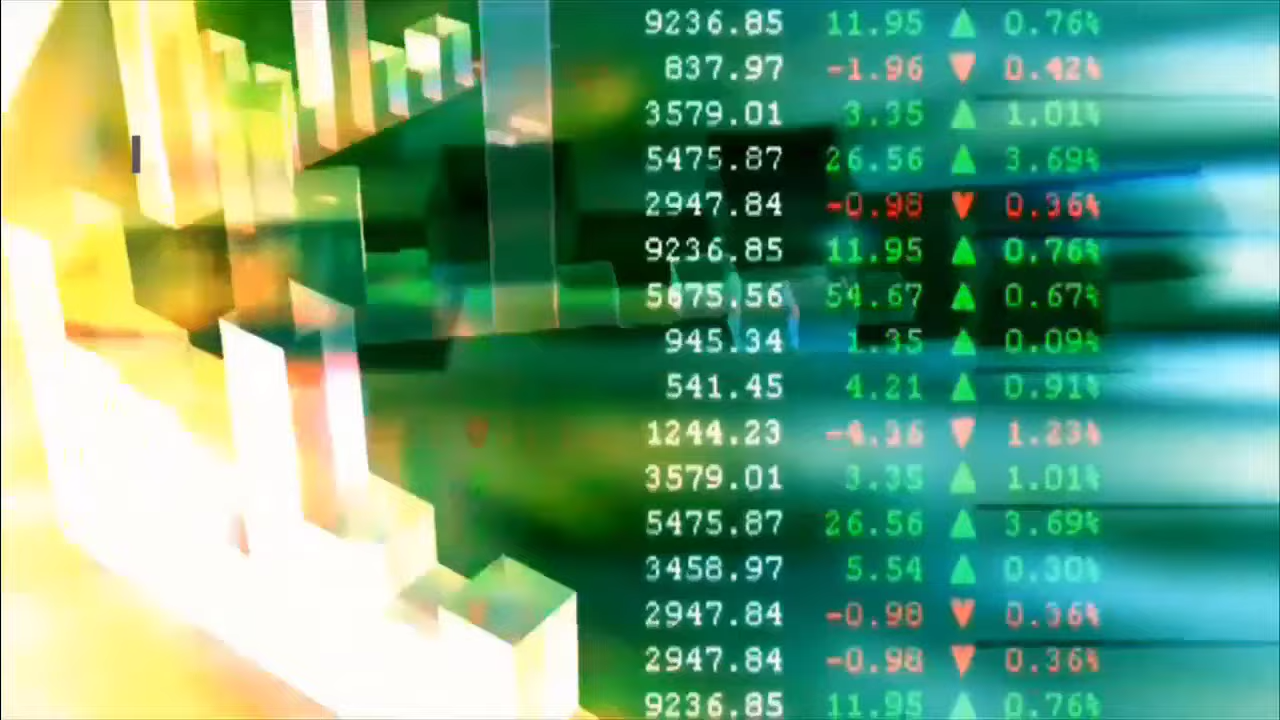 9236.85 11.95 ▲ 0.76%
837.97 -1.96 ▼ 0.42%
3579.01 3.35 ▲ 1.01%
5475.87 26.56 ▲ 3.69%
2947.84 -0.98 ▼ 0.36%
9236.85 11.95 ▲ 0.76%
5675.56 54.67 ▲ 0.67%
945.34 1.35 ▲ 0.09%
541.45 4.21 ▲ 0.91%
1244.23 -4.16 ▼ 1.23%
3579.01 3.35 ▲ 1.01%
5475.87 26.56 ▲ 3.69%
3458.97 5.54 ▲ 0.30%
2947.84 -0.98 ▼ 0.36%
2947.84 -0.98 ▼ 0.36%
9236.85 11.95 ▲ 0.76%